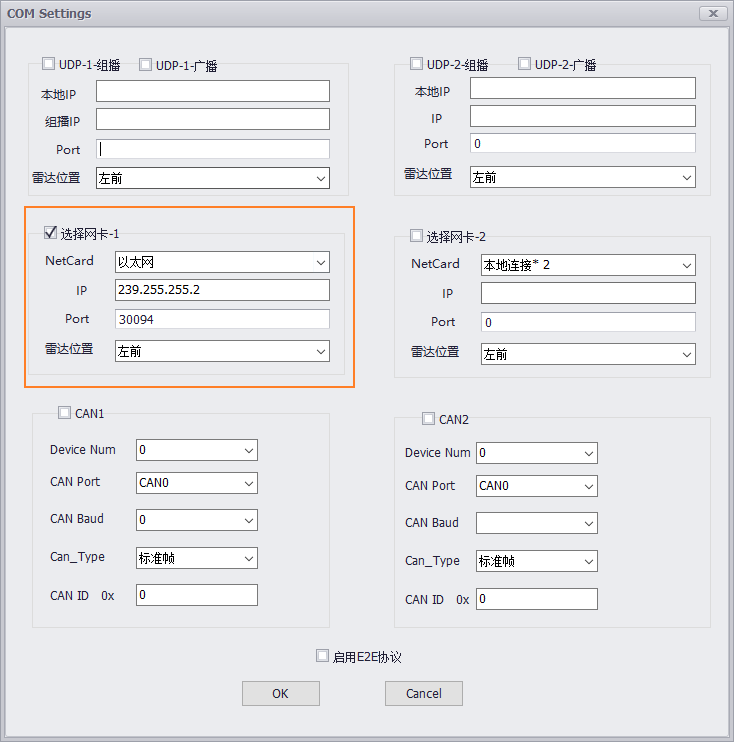 COM Settings
UDP-1-组播 UDP-1-广播
本地IP
组播IP
Port
雷达位置 左前
UDP-2-组播 UDP-2-广播
本地IP
IP
Port 0
雷达位置 左前
选择网卡-1
NetCard 以太网
IP 239.255.255.2
Port 30094
雷达位置 左前
选择网卡-2
NetCard 本地连接* 2
IP
Port 0
雷达位置 左前
CAN1
Device Num 0
CAN Port CAN0
CAN Baud 0
Can_Type 标准帧
CAN ID 0x 0
CAN2
Device Num 0
CAN Port CAN0
CAN Baud
Can_Type 标准帧
CAN ID 0x 0
启用E2E协议
OK Cancel